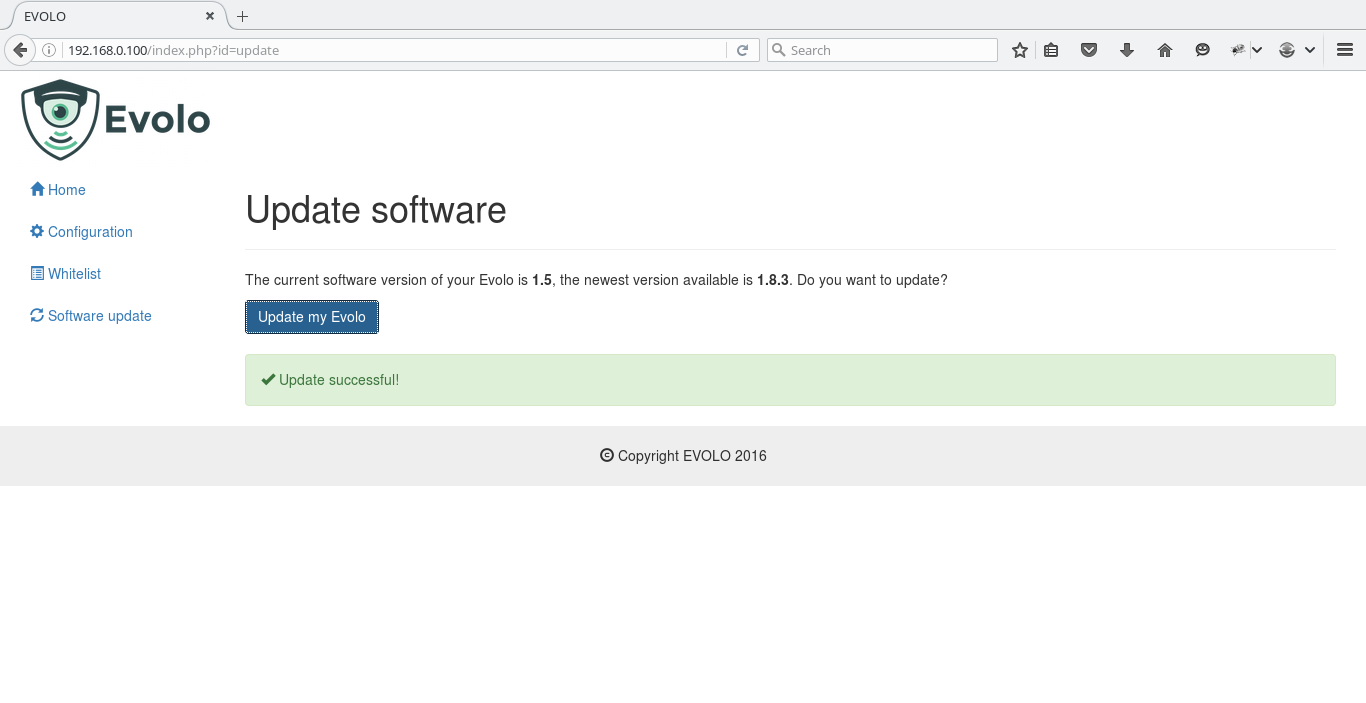 EVOLO
192.168.0.100/index.php?id=update
Search
Evolo
Home
Configuration
Whitelist
Software update
Update software
The current software version of your Evolo is 1.5, the newest version available is 1.8.3. Do you want to update?
Update my Evolo
Update successful!
© Copyright EVOLO 2016